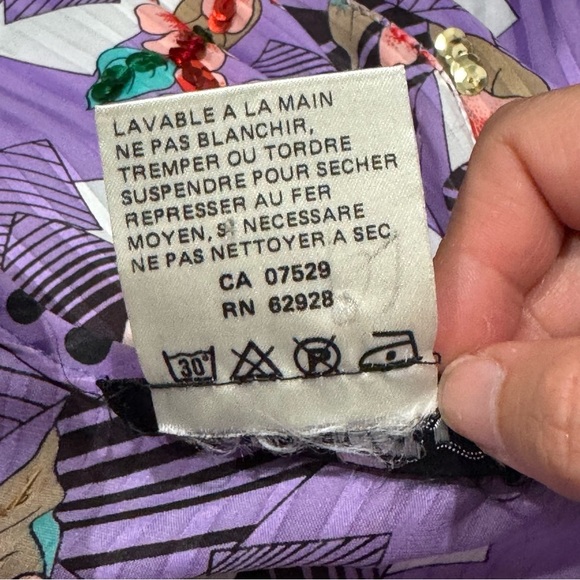 LAVABLE A LA MAIN
NE PAS BLANCHIR,
TREMPER OU TORDRE
SUSPENDRE POUR SECHER
REPRESSER AU FER
MOYEN, SI NECESSARE
NE PAS NETTOYER A SEC
CA 07529
RN 62928
30° P